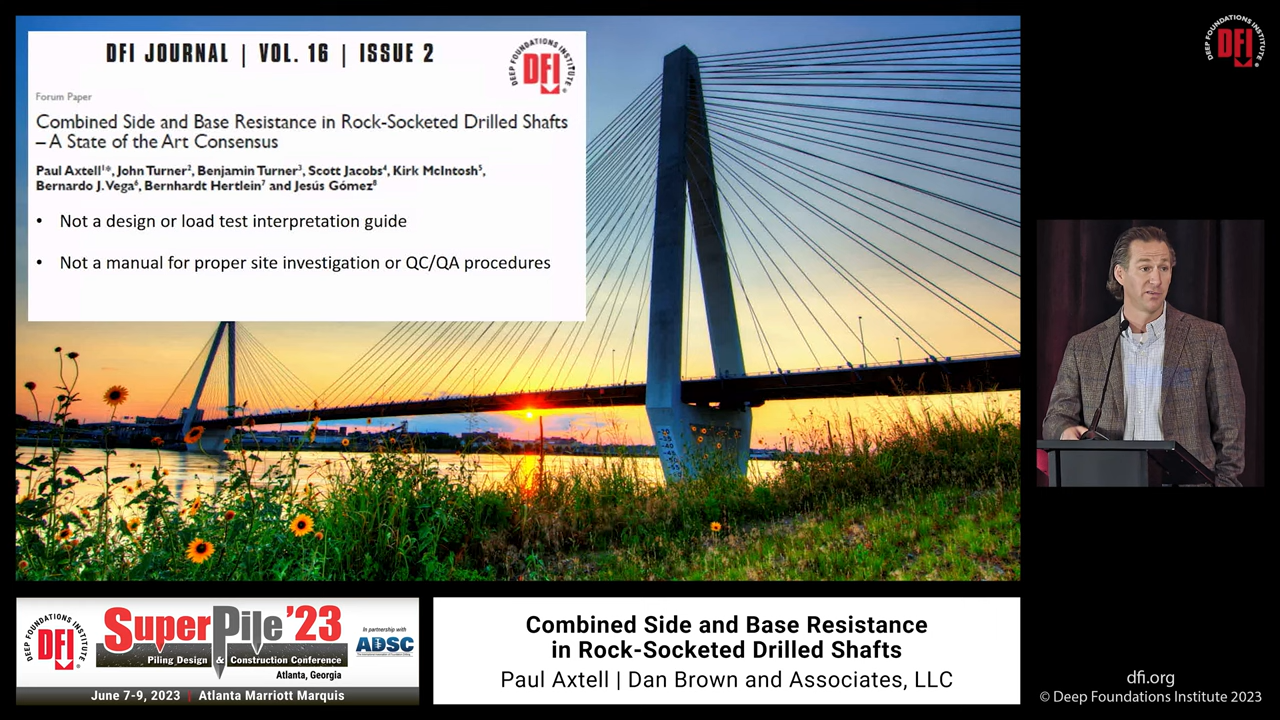 DFI JOURNAL | VOL. 16 | ISSUE 2
DEEP FOUNDATIONS INSTITUTE
DFI
Forum Paper
Combined Side and Base Resistance in Rock-Socketed Drilled Shafts
– A State of the Art Consensus
Paul Axtell¹*, John Turner², Benjamin Turner³, Scott Jacobs⁴, Kirk McIntosh⁵,
Bernardo J. Vega⁶, Bernhardt Hertlein⁷ and Jesús Gómez⁸
• Not a design or load test interpretation guide
• Not a manual for proper site investigation or QC/QA procedures
DEEP FOUNDATIONS INSTITUTE
DFI
DEEP FOUNDATIONS INSTITUTE
DFI
SuperPile '23
Piling Design & Construction Conference
Atlanta, Georgia
In partnership with
ADSC
June 7-9, 2023 | Atlanta Marriott Marquis
Combined Side and Base Resistance
in Rock-Socketed Drilled Shafts
Paul Axtell | Dan Brown and Associates, LLC
dfi.org
© Deep Foundations Institute 2023